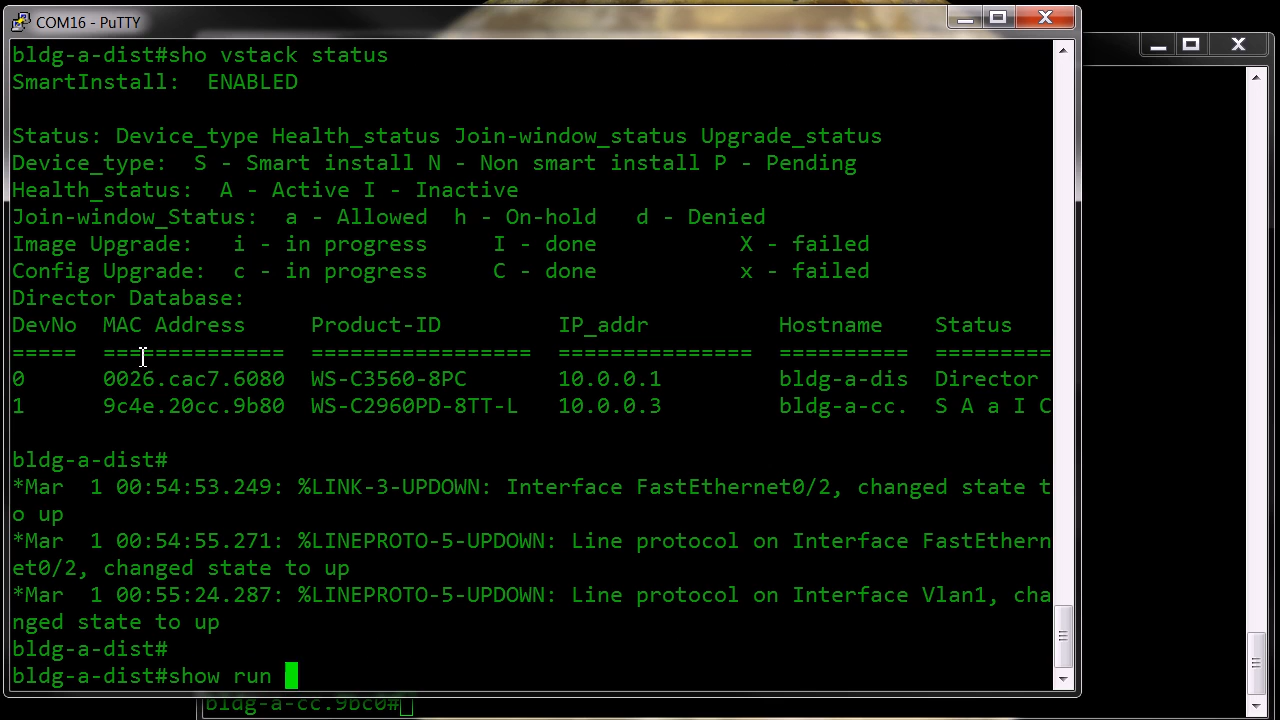 COM16 - PuTTY
bldg-a-dist#sho vstack status
SmartInstall:  ENABLED
Status: Device_type Health_status Join-window_status Upgrade_status
Device_type:  S - Smart install N - Non smart install P - Pending
Health_status:  A - Active I - Inactive
Join-window_Status:  a - Allowed  h - On-hold   d - Denied
Image Upgrade:   i - in progress     I - done           X - failed
Config Upgrade:  c - in progress     C - done           x - failed
Director Database:
DevNo  MAC Address     Product-ID         IP_addr          Hostname    Status
===== ============== ================= =============== ========== =========
0      0026.cac7.6080  WS-C3560-8PC       10.0.0.1         bldg-a-dis  Director
1      9c4e.20cc.9b80  WS-C2960PD-8TT-L   10.0.0.3         bldg-a-cc.  S A a I C
bldg-a-dist#
*Mar  1 00:54:53.249: %LINK-3-UPDOWN: Interface FastEthernet0/2, changed state t
o up
*Mar  1 00:54:55.271: %LINEPROTO-5-UPDOWN: Line protocol on Interface FastEthern
et0/2, changed state to up
*Mar  1 00:55:24.287: %LINEPROTO-5-UPDOWN: Line protocol on Interface Vlan1, cha
nged state to up
bldg-a-dist#
bldg-a-dist#show run
bldg-a-cc.9bc0#